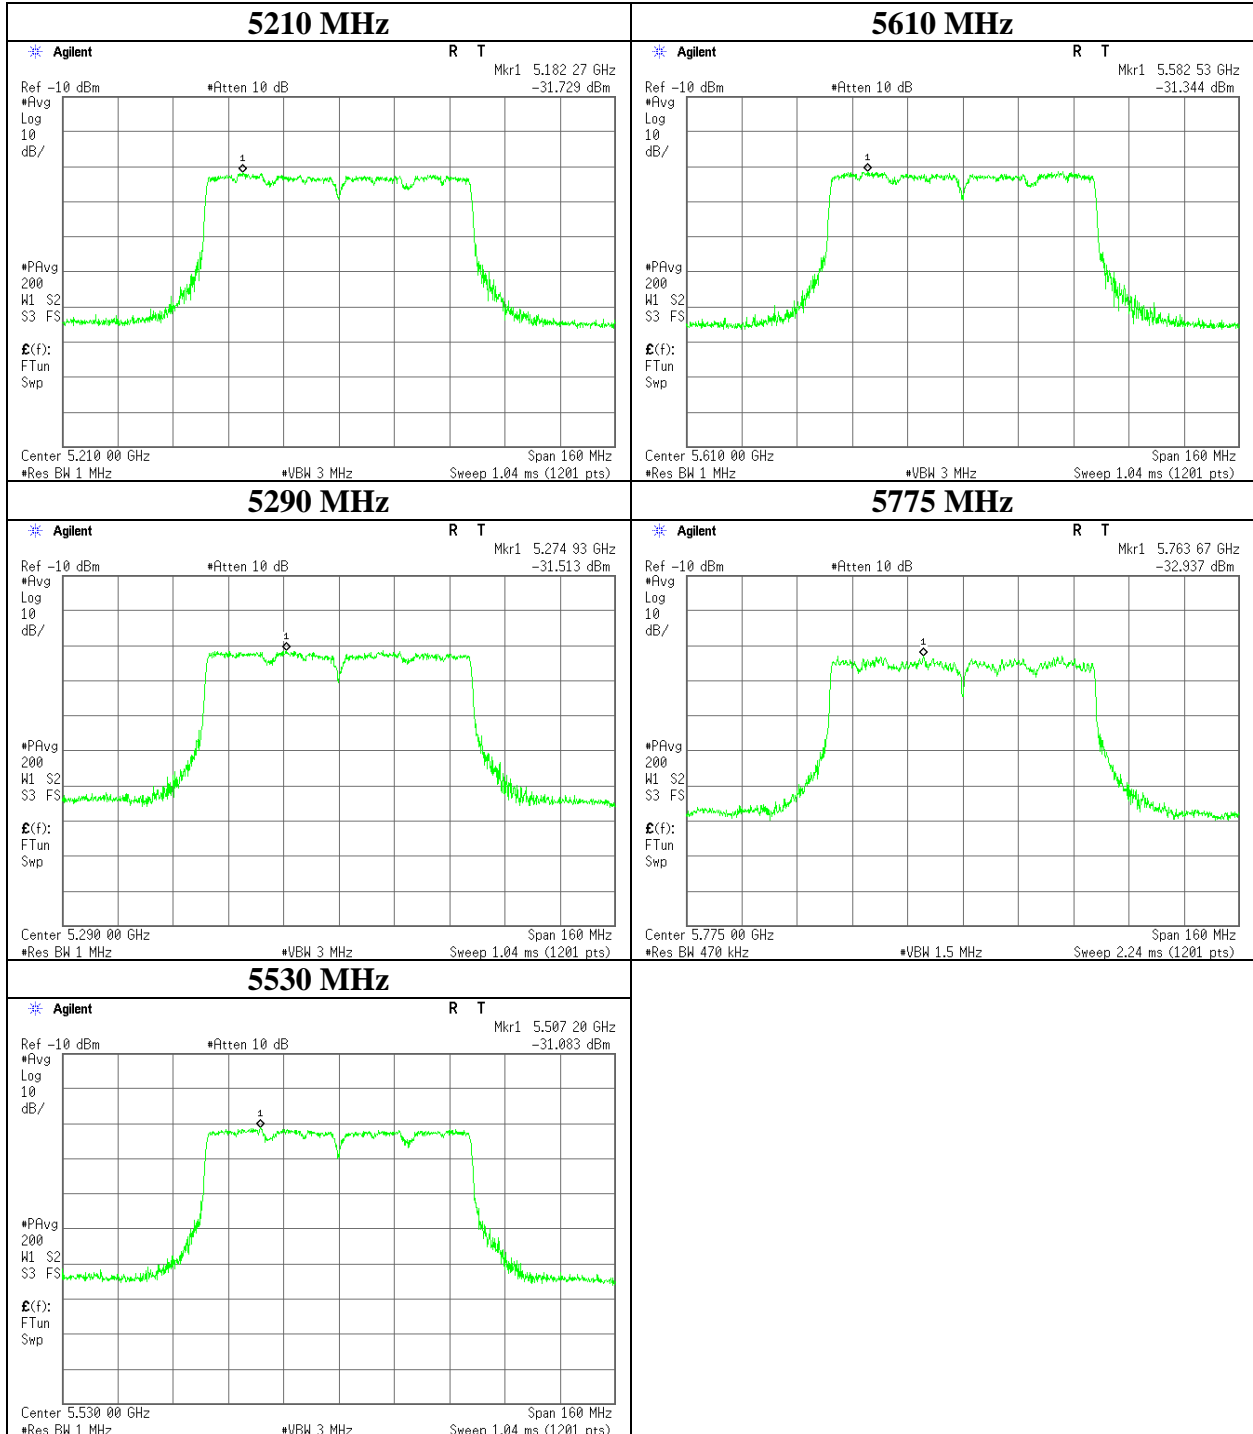 5210 MHz
Agilent R T
Mkr1 5.182 27 GHz
Ref -10 dBm #Atten 10 dB -31.729 dBm
#Avg
Log
10
dB/
1
#PAvg
200
W1 S2
S3 FS
£(f):
FTun
Swp
Center 5.210 00 GHz Span 160 MHz
#Res BW 1 MHz #VBW 3 MHz Sweep 1.04 ms (1201 pts)
5610 MHz
Agilent R T
Mkr1 5.582 53 GHz
Ref -10 dBm #Atten 10 dB -31.344 dBm
#Avg
Log
10
dB/
1
#PAvg
200
W1 S2
S3 FS
£(f):
FTun
Swp
Center 5.610 00 GHz Span 160 MHz
#Res BW 1 MHz #VBW 3 MHz Sweep 1.04 ms (1201 pts)
5290 MHz
Agilent R T
Mkr1 5.274 93 GHz
Ref -10 dBm #Atten 10 dB -31.513 dBm
#Avg
Log
10
dB/
1
#PAvg
200
W1 S2
S3 FS
£(f):
FTun
Swp
Center 5.290 00 GHz Span 160 MHz
#Res BW 1 MHz #VBW 3 MHz Sweep 1.04 ms (1201 pts)
5775 MHz
Agilent R T
Mkr1 5.763 67 GHz
Ref -10 dBm #Atten 10 dB -32.937 dBm
#Avg
Log
10
dB/
1
#PAvg
200
W1 S2
S3 FS
£(f):
FTun
Swp
Center 5.775 00 GHz Span 160 MHz
#Res BW 470 kHz #VBW 1.5 MHz Sweep 2.24 ms (1201 pts)
5530 MHz
Agilent R T
Mkr1 5.507 20 GHz
Ref -10 dBm #Atten 10 dB -31.083 dBm
#Avg
Log
10
dB/
1
#PAvg
200
W1 S2
S3 FS
£(f):
FTun
Swp
Center 5.530 00 GHz Span 160 MHz
#Res BW 1 MHz #VBW 3 MHz Sweep 1.04 ms (1201 pts)